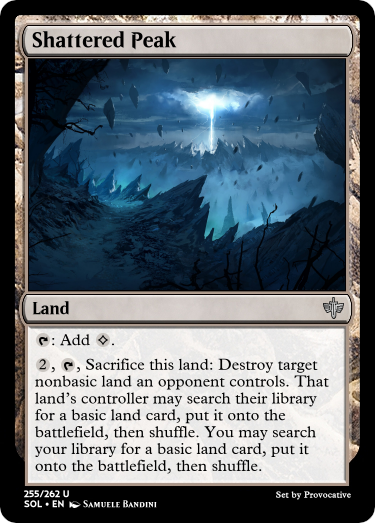 Shattered Peak
Land
: Add .
2, , Sacrifice this land: Destroy target
nonbasic land an opponent controls. That
land's controller may search their library
for a basic land card, put it onto the
battlefield, then shuffle. You may search
your library for a basic land card, put it
onto the battlefield, then shuffle.
255/262 U
SOL • EN Samuele Bandini
Set by Provocative